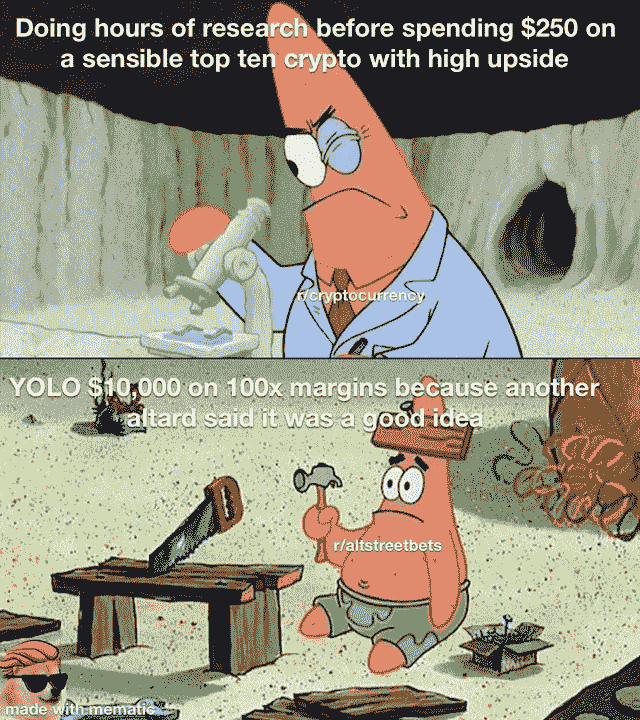 Doing hours of research before spending $250 on
a sensible top ten crypto with high upside
r/cryptocurrency
YOLO $10,000 on 100x margins because another
altard said it was a good idea
r/altstreetbets
made with mematic